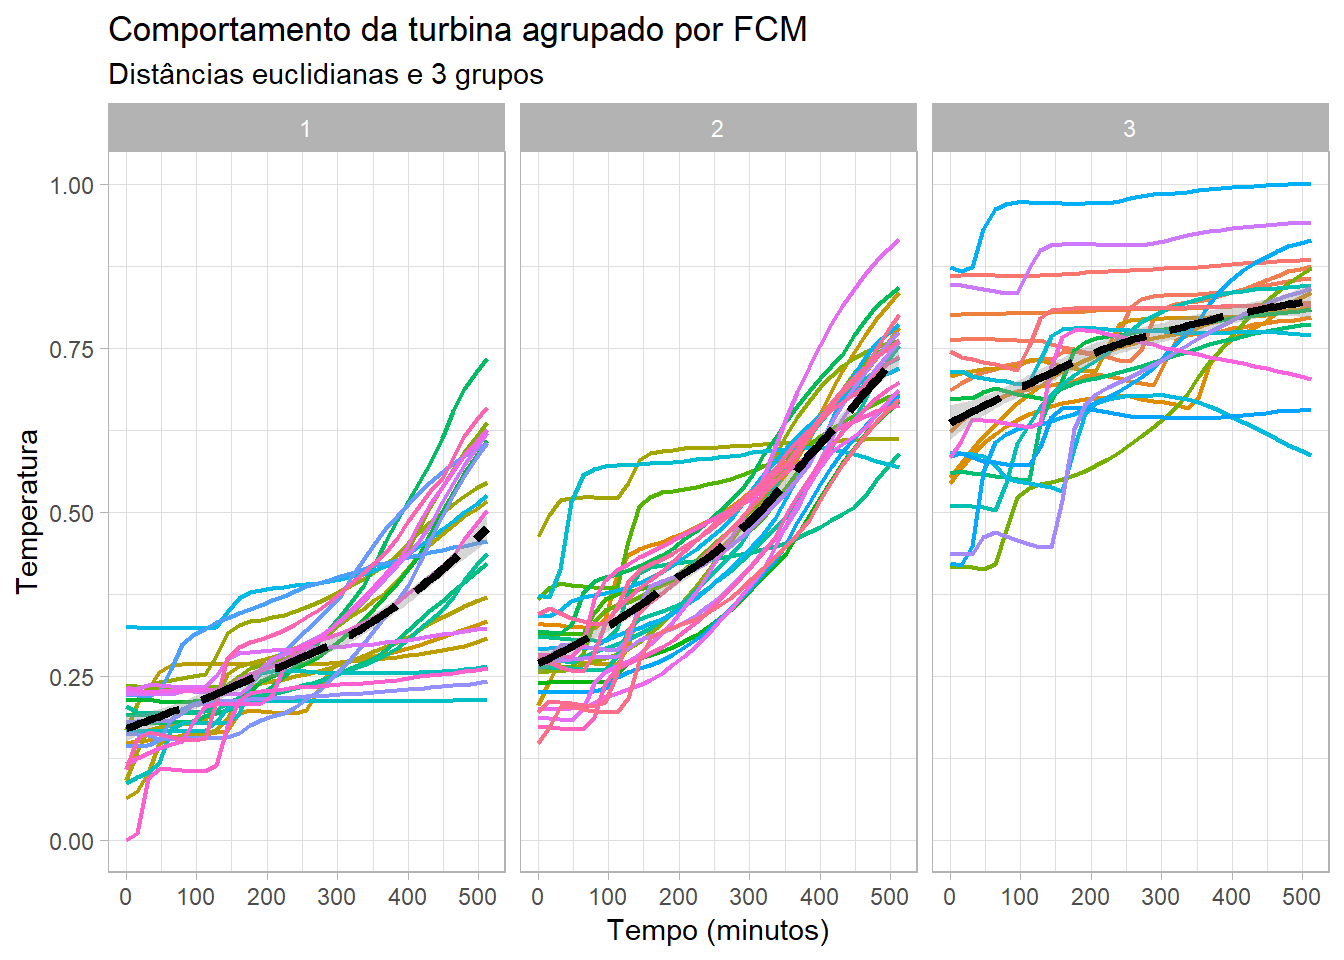 Comportamento da turbina agrupado por FCM
Distâncias euclidianas e 3 grupos
1 2 3
1.00
0.75
0.50
0.25
0.00
Temperatura
0 100 200 300 400 500 0 100 200 300 400 500 0 100 200 300 400 500
Tempo (minutos)